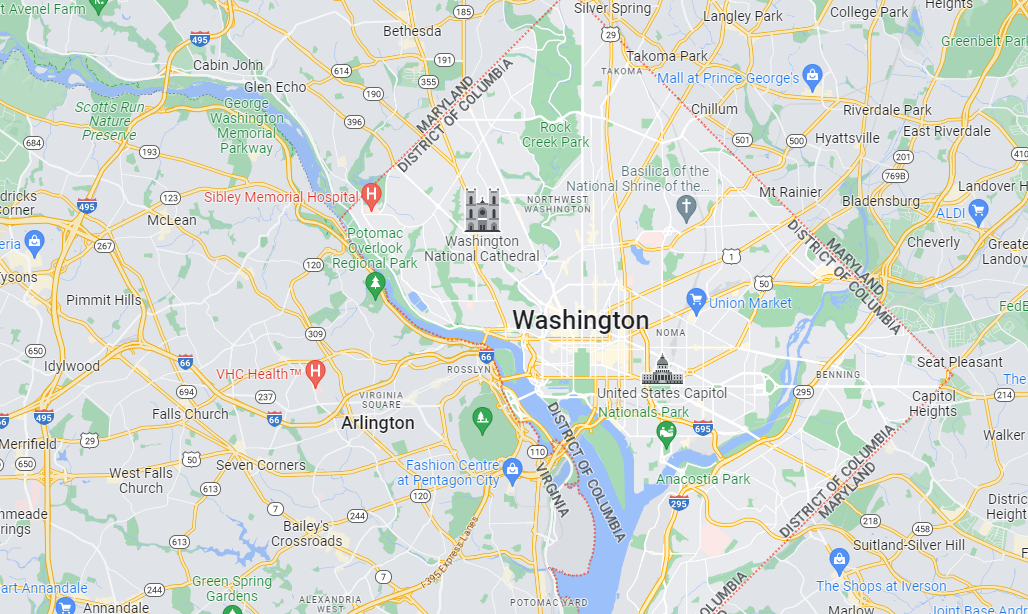 t Avenel Farm
185
Silver Spring
Langley Park
College Park
Heights
495
Bethesda
29
Greenbelt Park
Cabin John
614
191
Takoma Park
TAKOMA
355
Mall at Prince George's
Glen Echo
190
MARYLAND
DISTRICT OF COLUMBIA
Scott's Run
Nature
Preserve
George
Washington
Memorial
Parkway
396
Rock
Creek Park
Chillum
Riverdale Park
684
193
501
500
Hyattsville
East Riverdale
201
410
769B
Basilica of the
National Shrine of the...
dricks
Corner
495
123
Sibley Memorial Hospital
NORTHWEST
WASHINGTON
Mt Rainier
Bladensburg
Landover H
ALDI
McLean
Potomac
Overlook
Regional Park
Washington
National Cathedral
MARYLAND
DISTRICT OF COLUMBIA
Cheverly
Greate
Landov
eria
267
120
1
ysons
50
Pimmit Hills
Union Market
FedE
Washington
309
NOMA
650
Idylwood
66
66
ROSSLYN
Seat Pleasant
VHC Health™
694
237
United States Capitol
BENNING
295
The
214
Capitol
Heights
VIRGINIA
SQUARE
495
66
Falls Church
66
Arlington
Nationals Park
695
Walker
29
Merrifield
650
50
Seven Corners
110
DISTRICT OF COLUMBIA
VIRGINIA
Fashion Centre
at Pentagon City
West Falls
Church
613
120
Anacostia Park
295
DISTRICT OF COLUMBIA
MARYLAND
District
Heights
nmeade
rings
7
244
Bailey's
Crossroads
218
458
613
Suitland-Silver Hill
I-395 Express Lanes
7
Green Spring
Gardens
The Shops at Iverson
art Annandale
244
Annandale
ALEXANDRIA
WEST
POTOMAC YARD
OLUMBIA
Marlow
Joint Base Andr